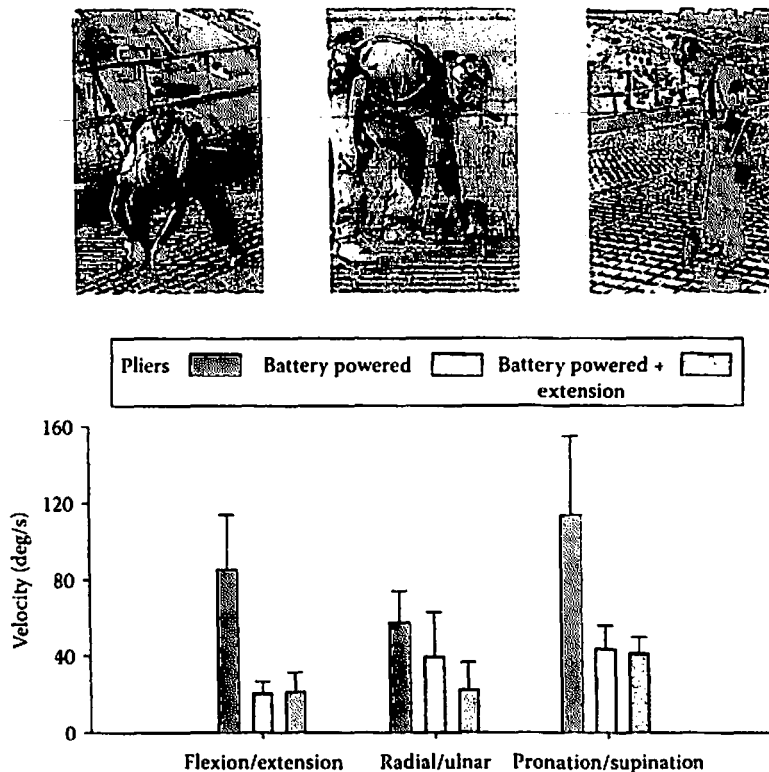 Pliers Battery powered Battery powered +
extension
160
120
80
40
0
Velocity (deg/s)
Flexion/extension Radial/ulnar Pronation/supination